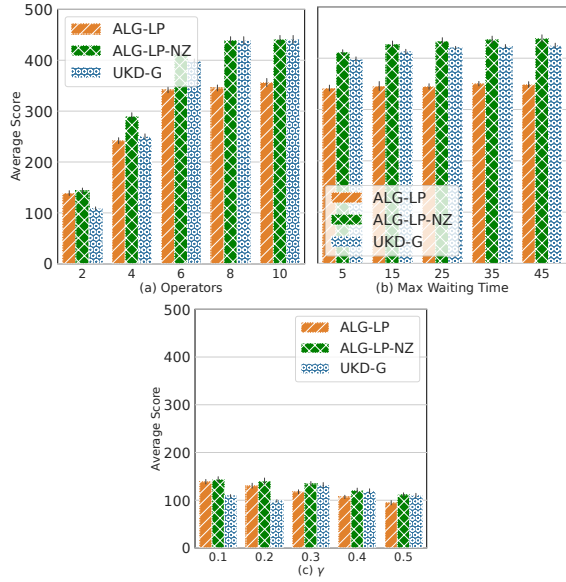 500
400
300
200
100
0
Average Score
ALG-LP
ALG-LP-NZ
UKD-G
2 4 6 8 10
(a) Operators
ALG-LP
ALG-LP-NZ
UKD-G
5 15 25 35 45
(b) Max Waiting Time
500
400
300
200
100
0
Average Score
ALG-LP
ALG-LP-NZ
UKD-G
0.1 0.2 0.3 0.4 0.5
(c) γ